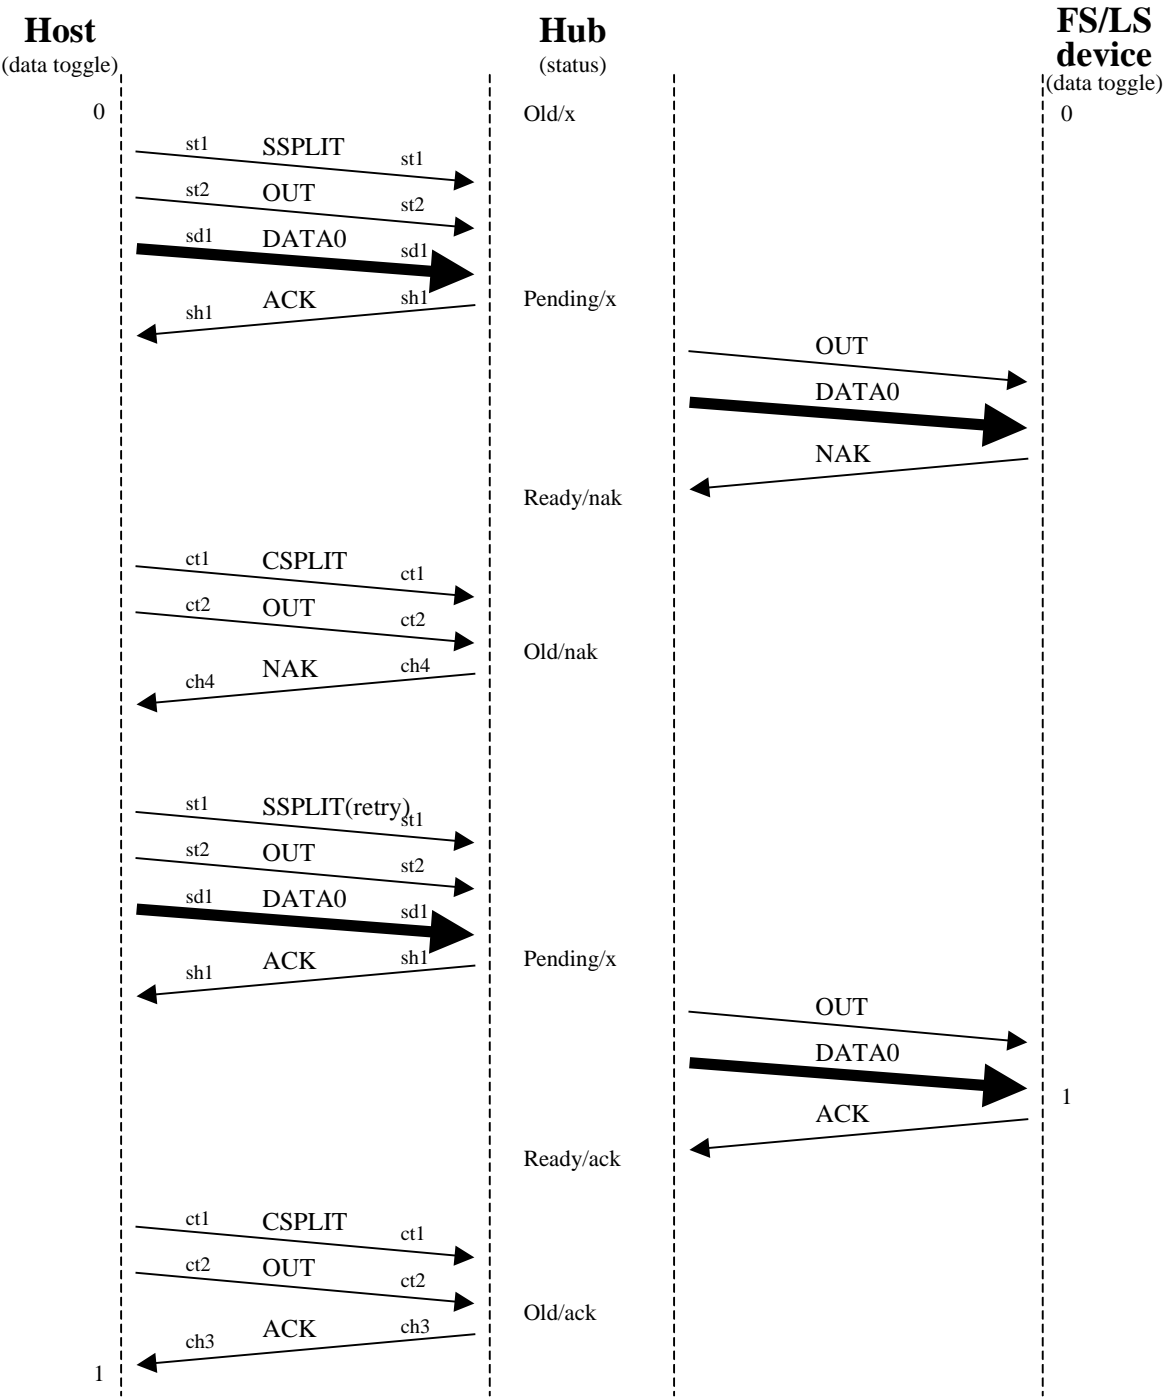 Host
(data toggle)
Hub
(status)
FS/LS
device
(data toggle)
0
Old/x
0
st1 SSPLIT st1
st2 OUT st2
sd1 DATA0 sd1
Pending/x
sh1 ACK sh1
OUT
DATA0
NAK
Ready/nak
ct1 CSPLIT ct1
ct2 OUT ct2
Old/nak
ch4 NAK ch4
st1 SSPLIT(retry) st1
st2 OUT st2
sd1 DATA0 sd1
Pending/x
sh1 ACK sh1
OUT
DATA0
1
ACK
Ready/ack
ct1 CSPLIT ct1
ct2 OUT ct2
Old/ack
ch3 ACK ch3
1